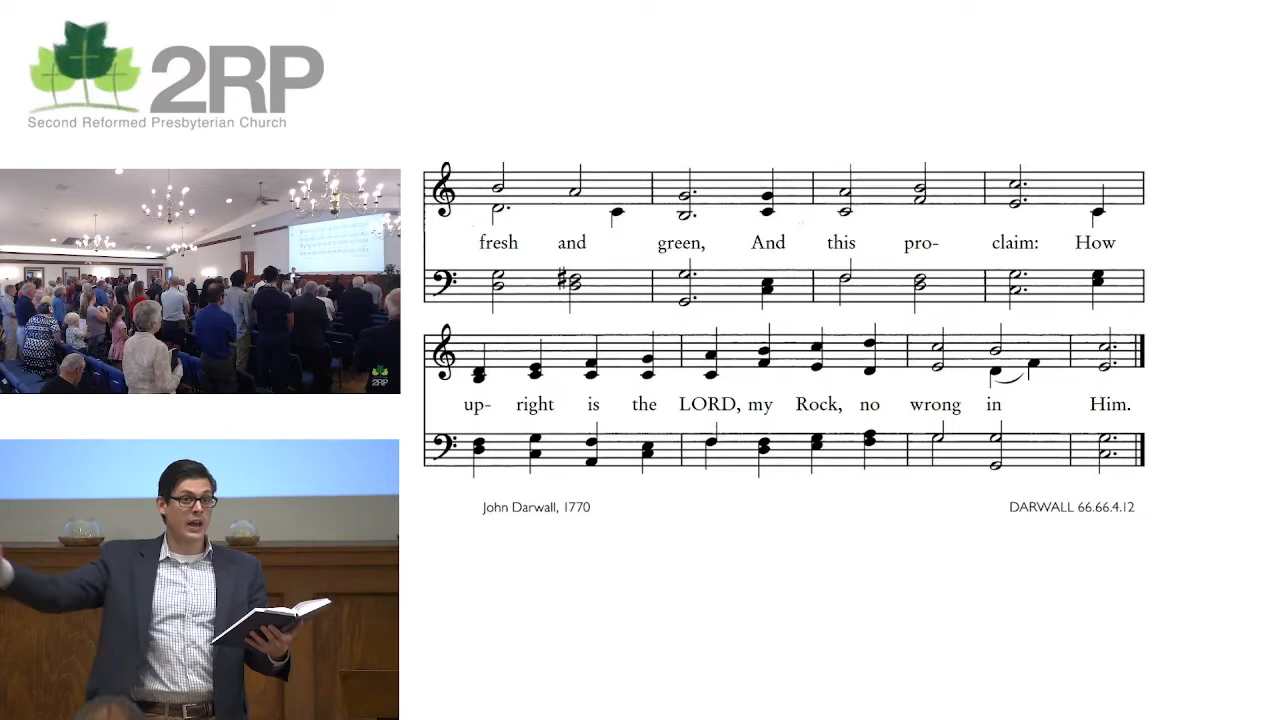 2RP
Second Reformed Presbyterian Church
fresh and green, And this pro- claim: How
up- right is the LORD, my Rock, no wrong in Him.
John Darwall, 1770
DARWALL 66.66.4.12
2RP